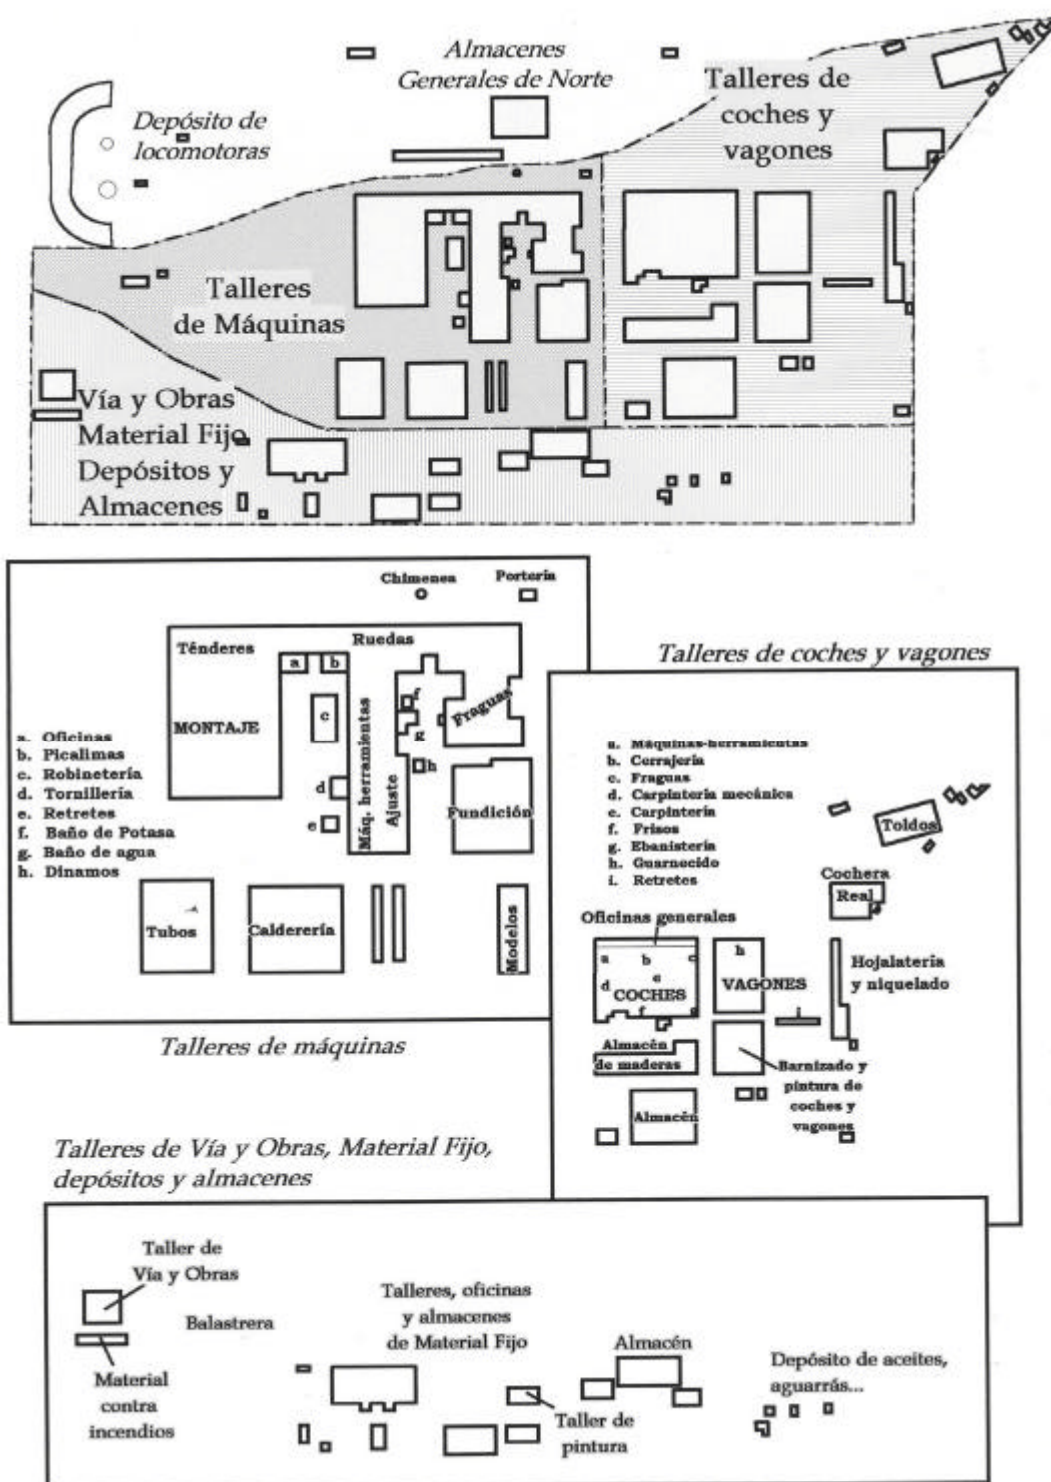 Almacenes
Generales de Norte
Talleres de
coches y
vagones
Depósito de
locomotoras
Talleres
de Máquinas
Vía y Obras
Material Fijo
Depósitos y
Almacenes
Chimenea
Portería
Ténderes
Ruedas
a
b
c
MONTAJE
Máq. herramientas
Ajuste
f
g
Fraguas
h
d
e
Fundición
a. Oficinas
b. Picalimas
c. Robinetería
d. Tornillería
e. Retretes
f. Baño de Potasa
g. Baño de agua
h. Dinamos
Tubos
Calderería
Modelos
Talleres de máquinas
Talleres de coches y vagones
a. Máquinas-herramientas
b. Cerrajería
c. Fraguas
d. Carpintería mecánica
e. Carpintería
f. Frisos
g. Ebanistería
h. Guarnecido
i. Retretes
Toldos
Cochera
Real
Oficinas generales
a
b
c
d
e
COCHES
f
g
h
VAGONES
i
Hojalatería
y niquelado
Almacén
de maderas
Barnizado y
pintura de
coches y
vagones
Almacén
Talleres de Vía y Obras, Material Fijo,
depósitos y almacenes
Taller de
Vía y Obras
Balastrera
Material
contra
incendios
Talleres, oficinas
y almacenes
de Material Fijo
Almacén
Taller de
pintura
Depósito de aceites,
aguarrás...